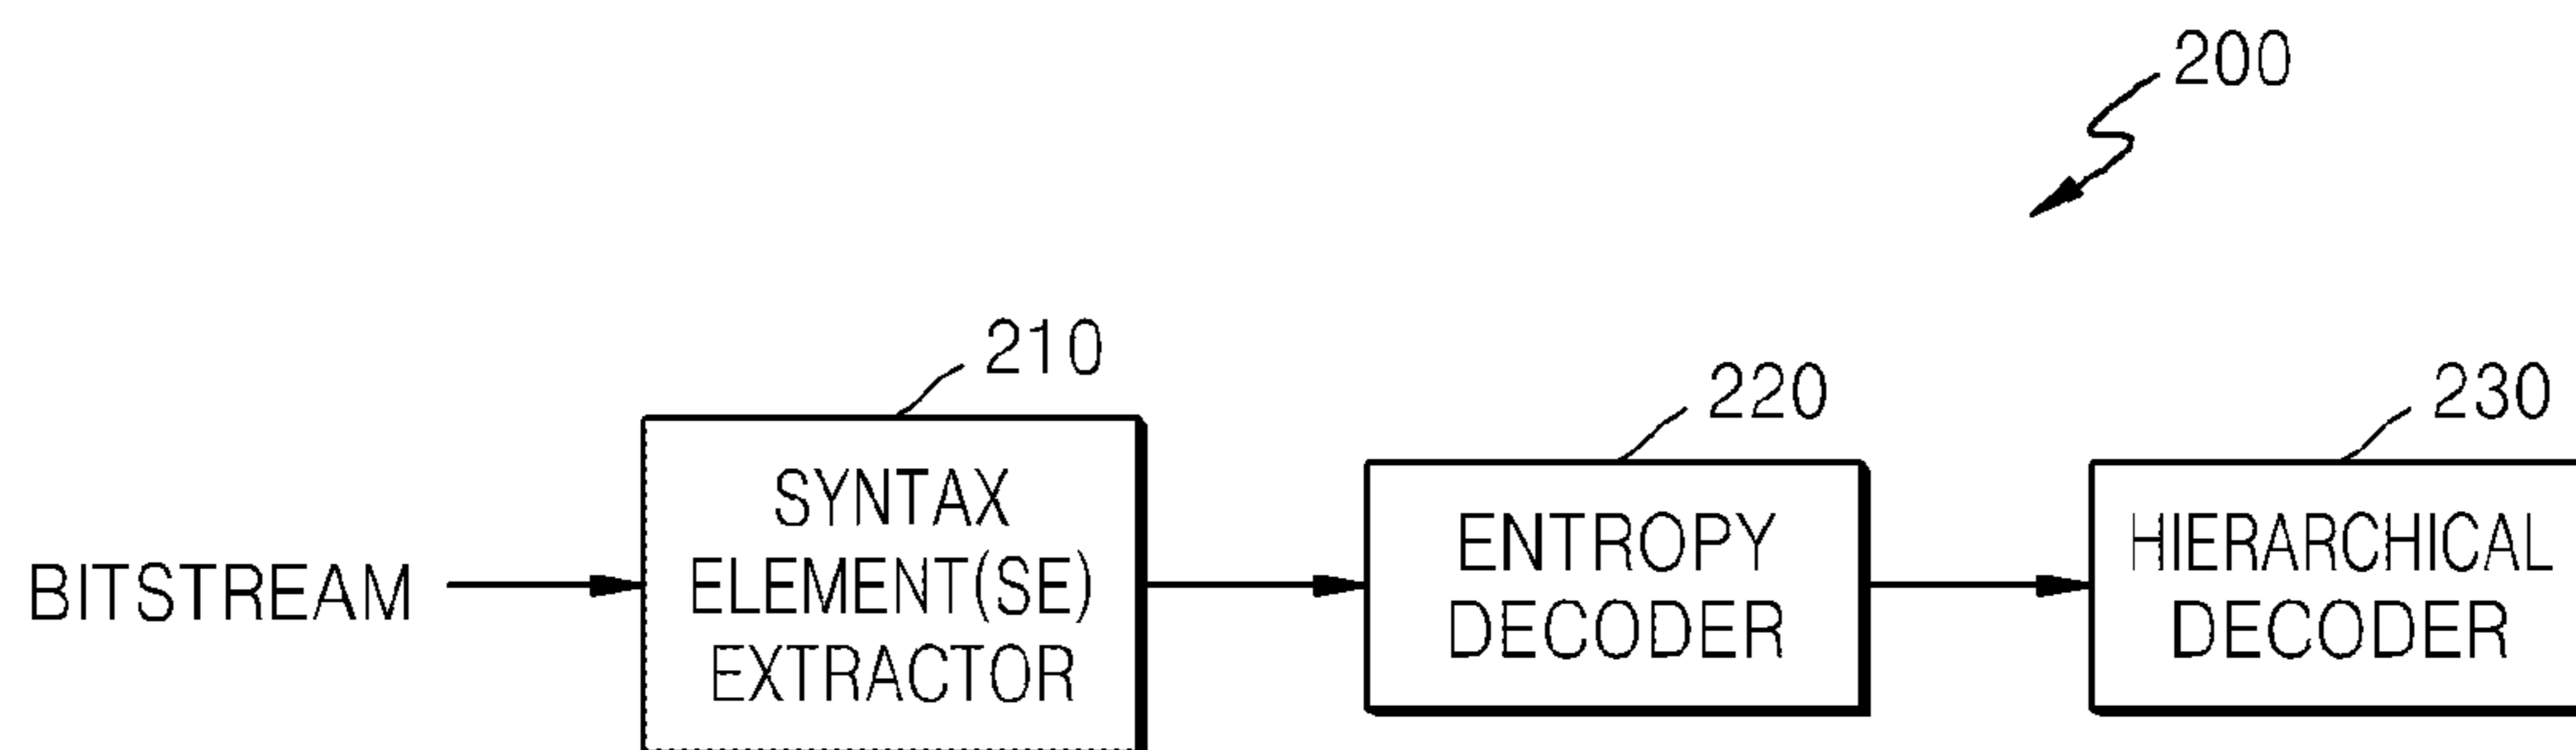 200
210
220
230
BITSTREAM
SYNTAX
ELEMENT(SE)
EXTRACTOR
ENTROPY
DECODER
HIERARCHICAL
DECODER